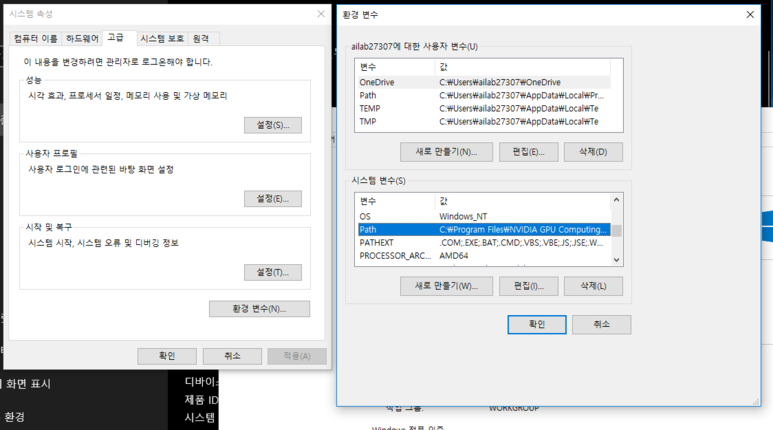 시스템 속성
컴퓨터 이름 하드웨어 고급 시스템 보호 원격
이 내용을 변경하려면 관리자로 로그온해야 합니다.
성능
시각 효과, 프로세서 일정, 메모리 사용 및 가상 메모리
설정(S)...
사용자 프로필
사용자 로그인에 관련된 바탕 화면 설정
설정(E)...
시작 및 복구
시스템 시작, 시스템 오류 및 디버깅 정보
설정(T)...
환경 변수(N)...
확인 취소 적용(A)
환경 변수
ailab27307에 대한 사용자 변수(U)
변수 값
OneDrive C:₩Users₩ailab27307₩OneDrive
Path C:₩Users₩ailab27307₩AppData₩Local₩Pr...
TEMP C:₩Users₩ailab27307₩AppData₩Local₩Te
TMP C:₩Users₩ailab27307₩AppData₩Local₩Te
새로 만들기(N)... 편집(E)... 삭제(D)
시스템 변수(S)
변수 값
OS Windows_NT
Path C:₩Program Files₩NVIDIA GPU Computing...
PATHEXT .COM;.EXE;.BAT;.CMD;.VBS;.VBE;.JS;.JSE;.W...
PROCESSOR_ARC... AMD64
새로 만들기(W)... 편집(I)... 삭제(L)
확인 취소
화면 표시
환경
디바이스
제품 ID
시스템
작업 그룹: WORKGROUP
Windows 정품 인증